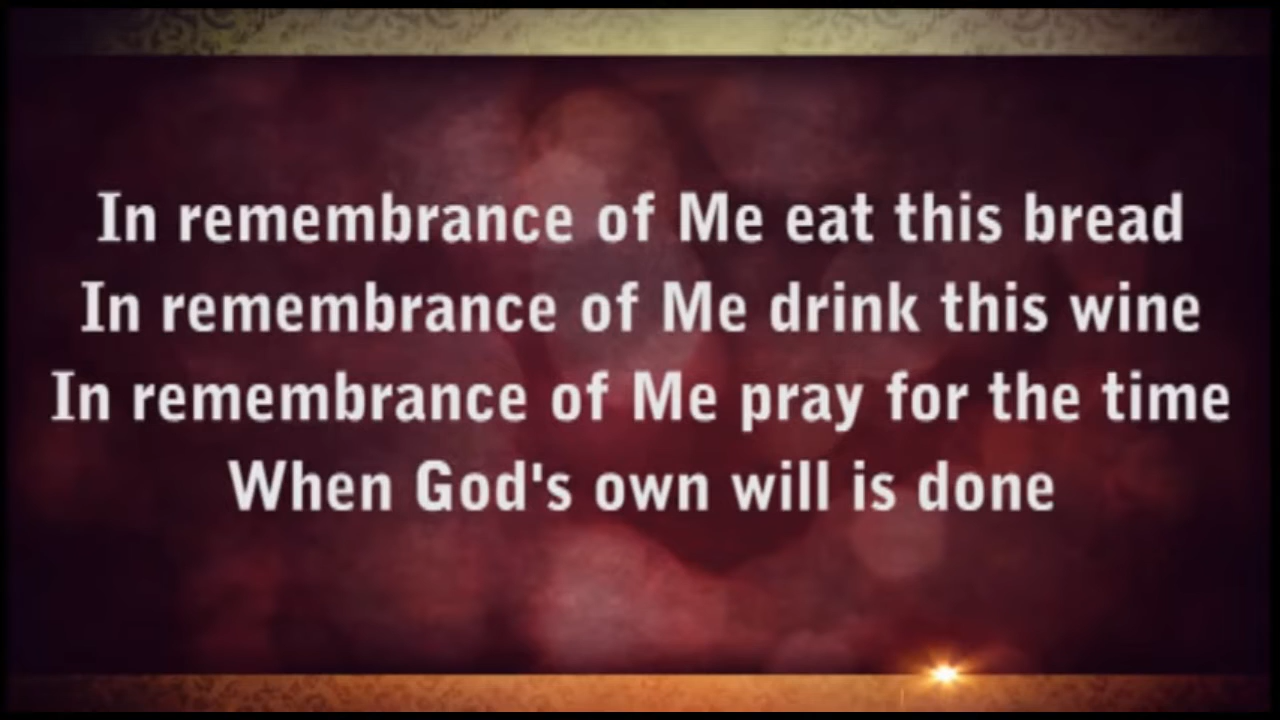 In remembrance of Me eat this bread
In remembrance of Me drink this wine
In remembrance of Me pray for the time
When God's own will is done